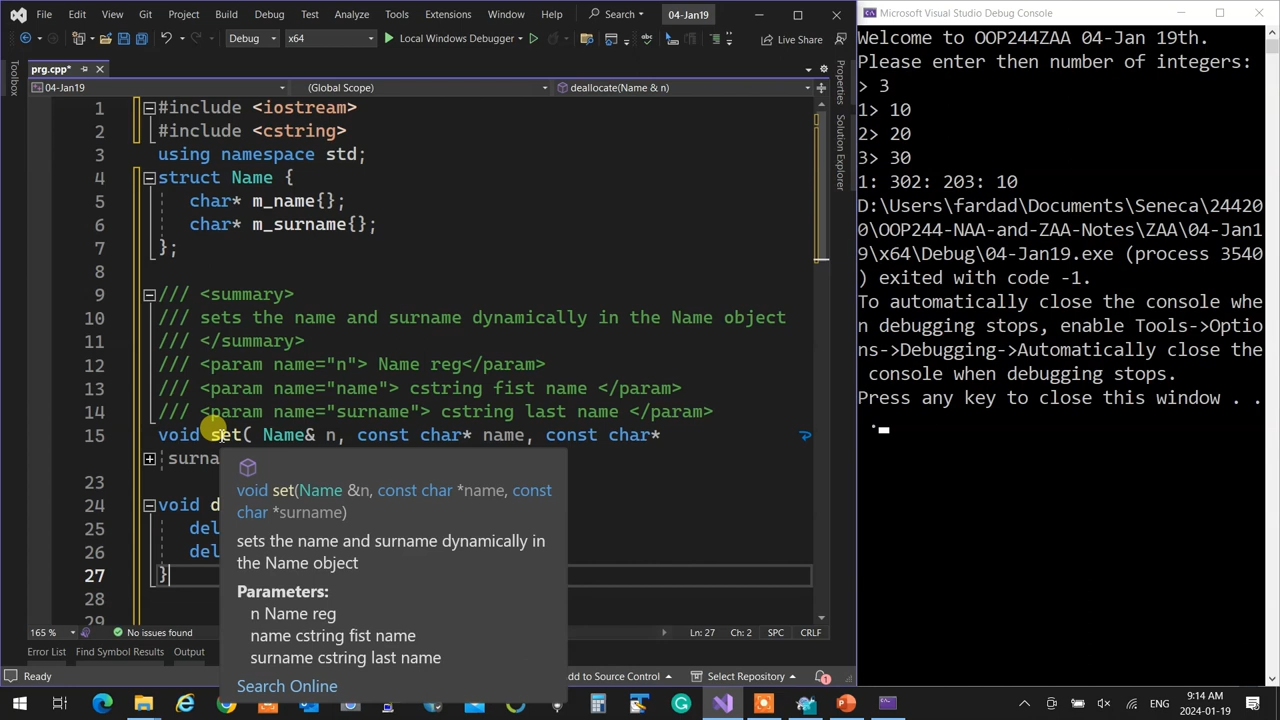 File Edit View Git Project Build Debug Test Analyze Tools Extensions Window Help Search 04-Jan19
Debug x64 Local Windows Debugger Live Share
Toolbox
prg.cpp*
04-Jan19 (Global Scope) deallocate(Name & n)
Properties
Solution Explorer
1 #include <iostream>
2 #include <cstring>
3 using namespace std;
4 struct Name {
5 char* m_name{};
6 char* m_surname{};
7 };
8
9 /// <summary>
10 /// sets the name and surname dynamically in the Name object
11 /// </summary>
12 /// <param name="n"> Name reg</param>
13 /// <param name="name"> cstring fist name </param>
14 /// <param name="surname"> cstring last name </param>
15 void set( Name& n, const char* name, const char*
surna
23
24 void d
25 del
26 del
27 }
28
29
void set(Name &n, const char *name, const
char *surname)
sets the name and surname dynamically in
the Name object
Parameters:
n Name reg
name cstring fist name
surname cstring last name
Search Online
165 % No issues found Ln: 27 Ch: 2 SPC CRLF
Error List Find Symbol Results Output
Ready dd to Source Control Select Repository 1
Microsoft Visual Studio Debug Console
Welcome to OOP244ZAA 04-Jan 19th.
Please enter then number of integers:
> 3
1> 10
2> 20
3> 30
1: 302: 203: 10
D:\Users\fardad\Documents\Seneca\24420
0\OOP244-NAA-and-ZAA-Notes\ZAA\04-Jan1
9\x64\Debug\04-Jan19.exe (process 3540
) exited with code -1.
To automatically close the console whe
n debugging stops, enable Tools->Optio
ns->Debugging->Automatically close the
console when debugging stops.
Press any key to close this window . .
.
ENG 9:14 AM
2024-01-19